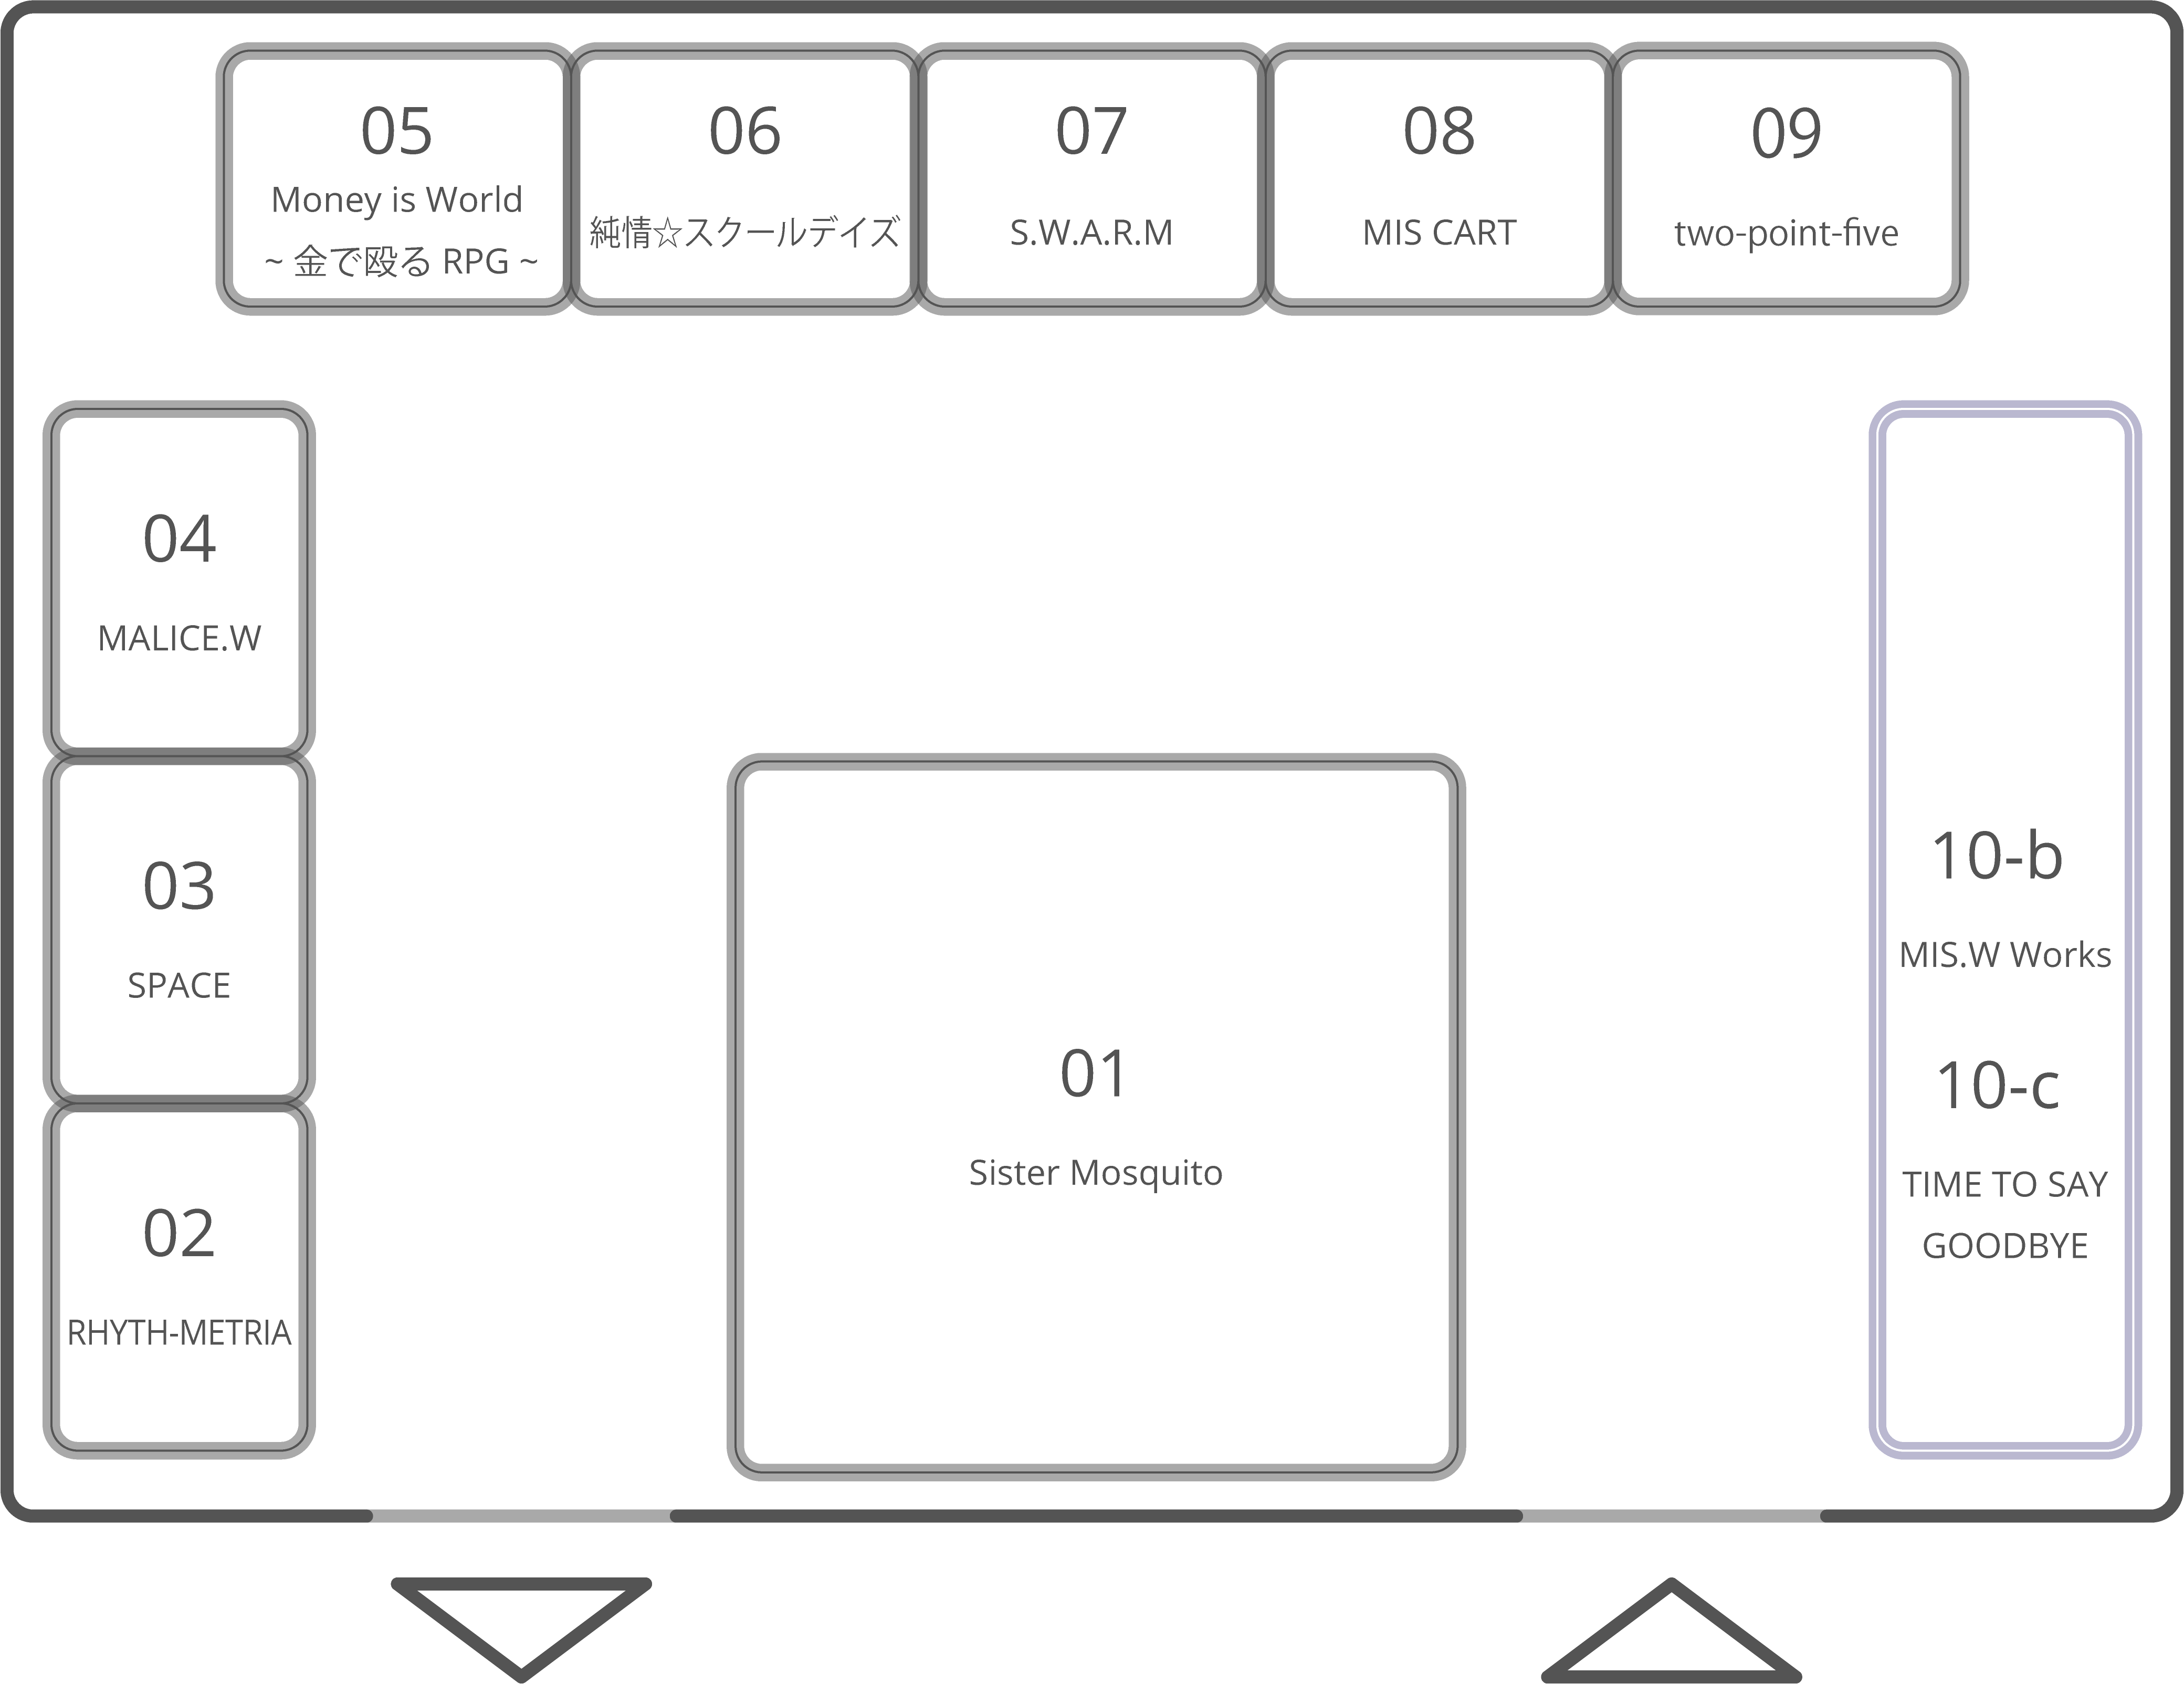 05
Money is World
~ 金で殴る RPG ~
06
純情☆スクールデイズ
07
S.W.A.R.M
08
MIS CART
09
two-point-five
04
MALICE.W
03
SPACE
02
RHYTH-METRIA
01
Sister Mosquito
10-b
MIS.W Works
10-c
TIME TO SAY
GOODBYE